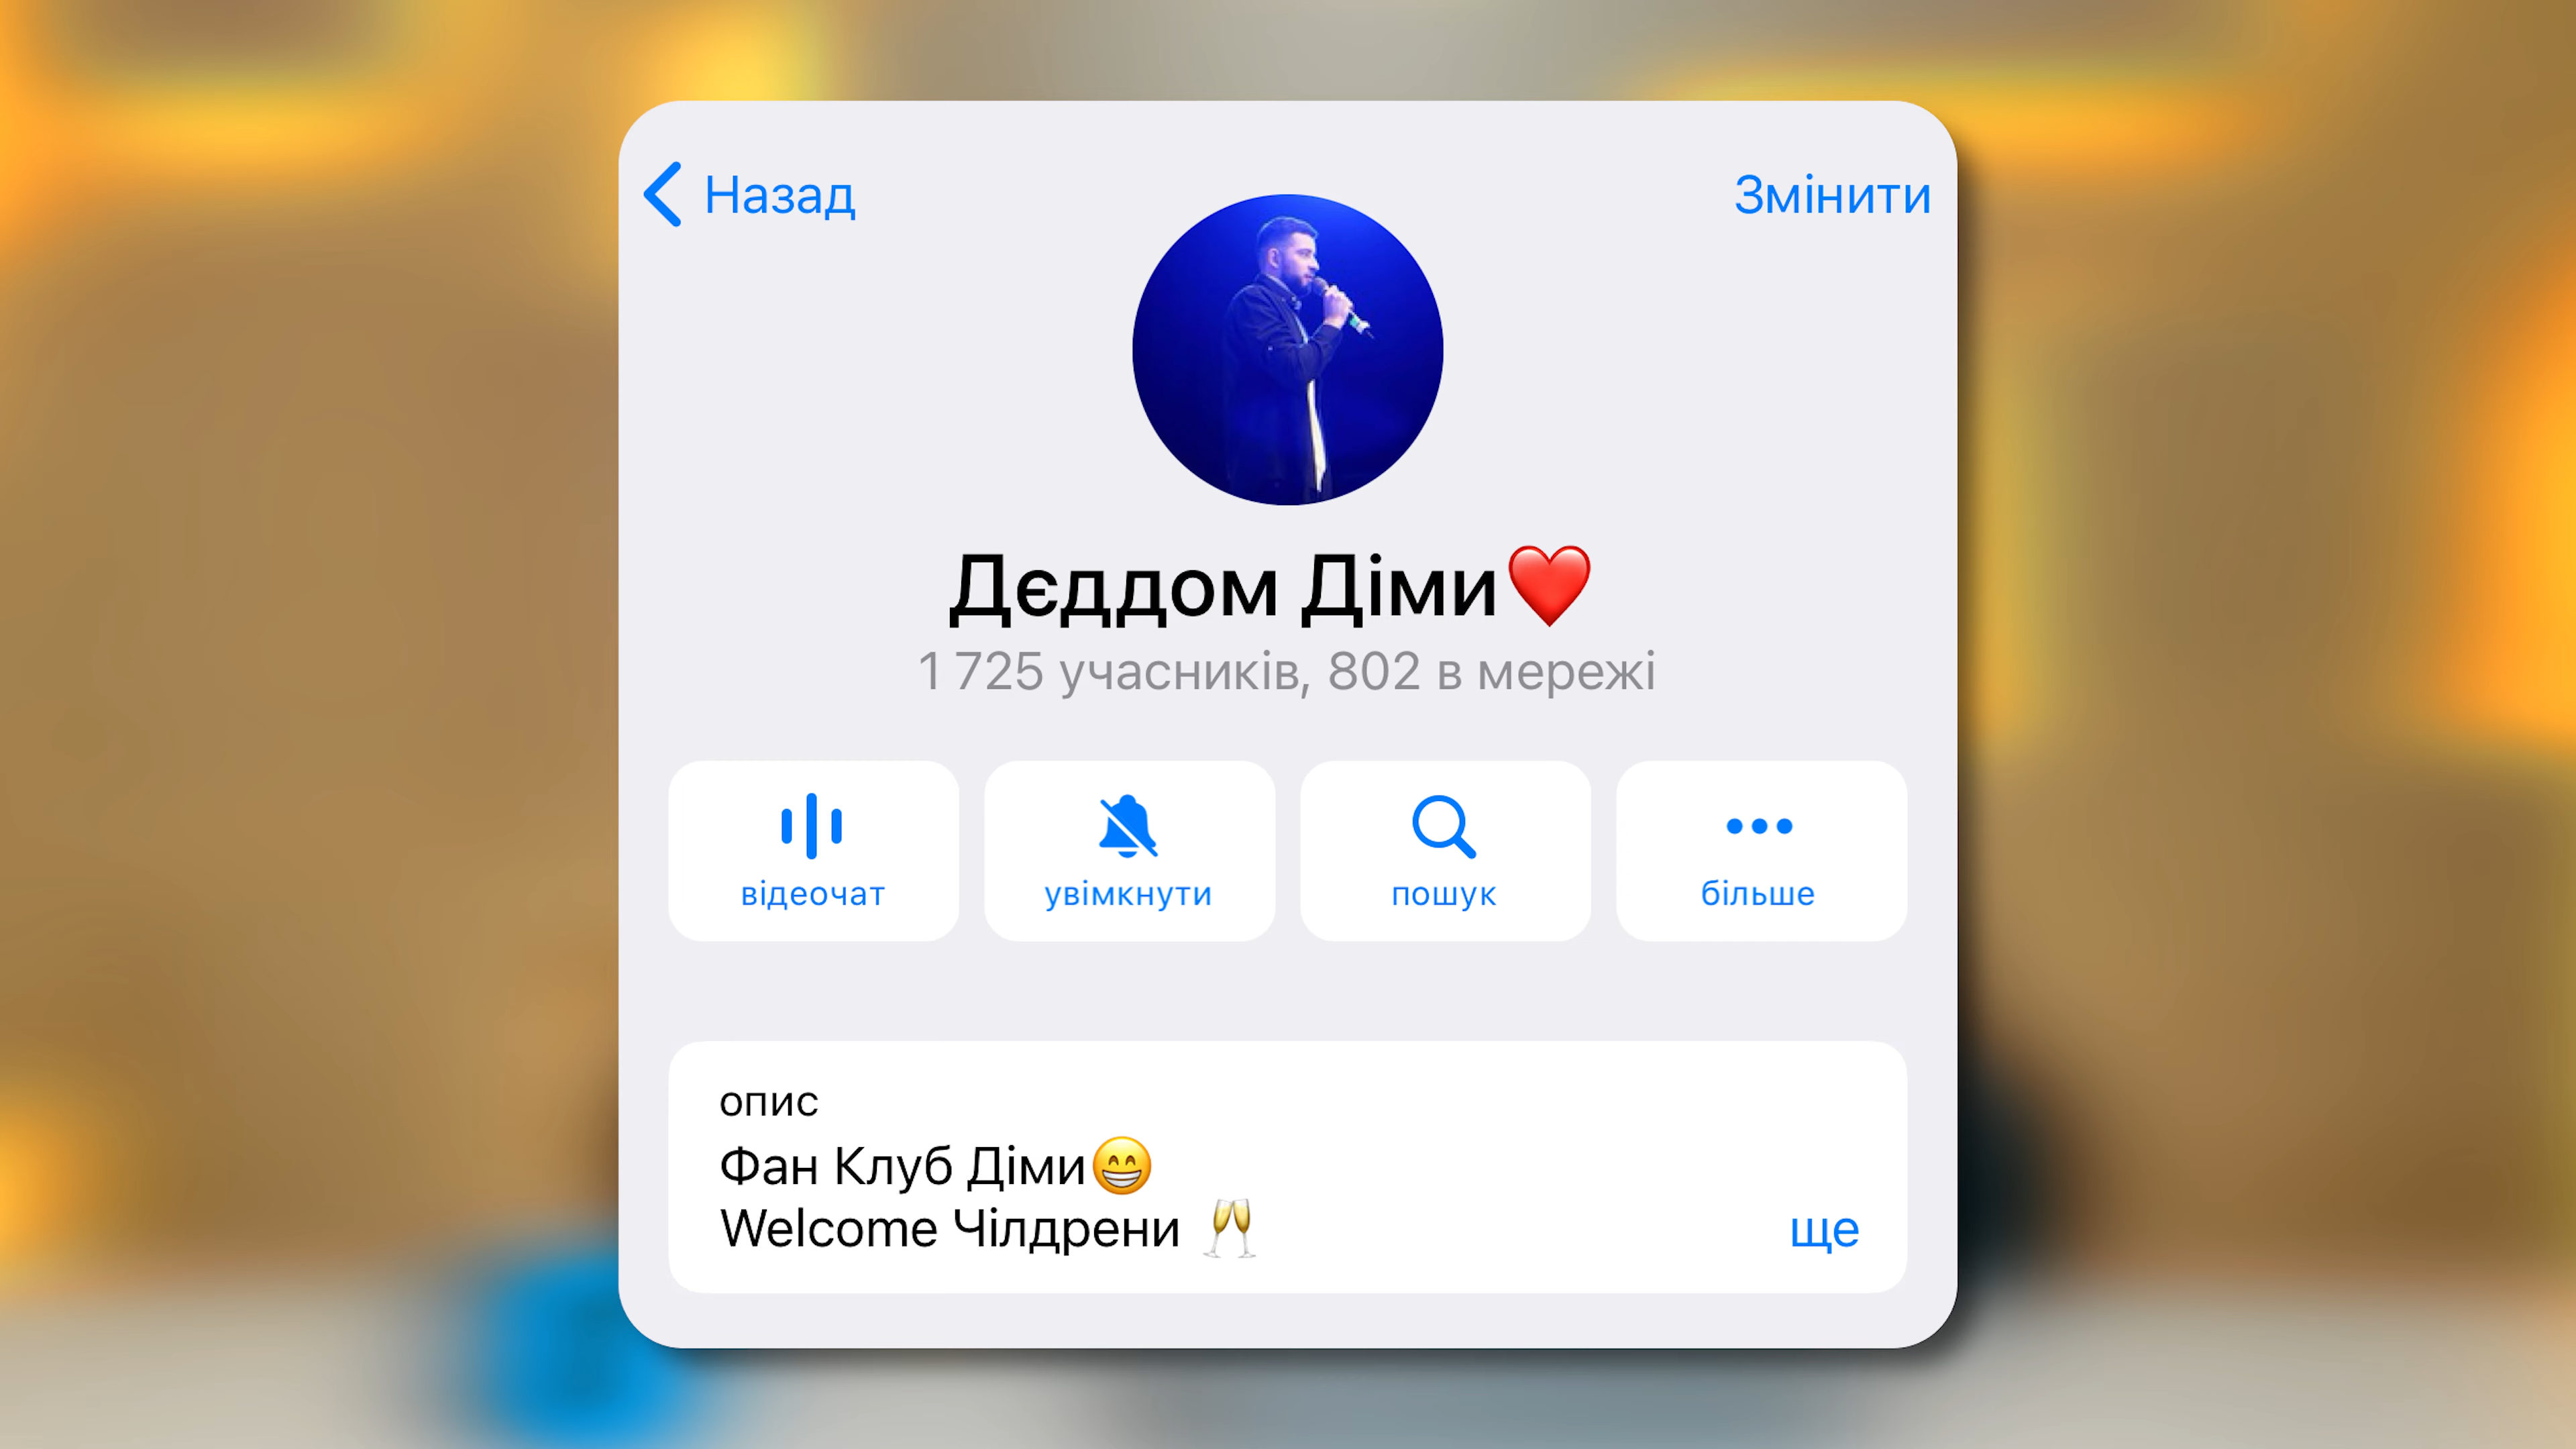 Назад
Змінити
Дєддом Діми❤️
1 725 учасників, 802 в мережі
відеочат
увімкнути
пошук
більше
опис
Фан Клуб Діми😁
Welcome Чілдрени 🥂
ще